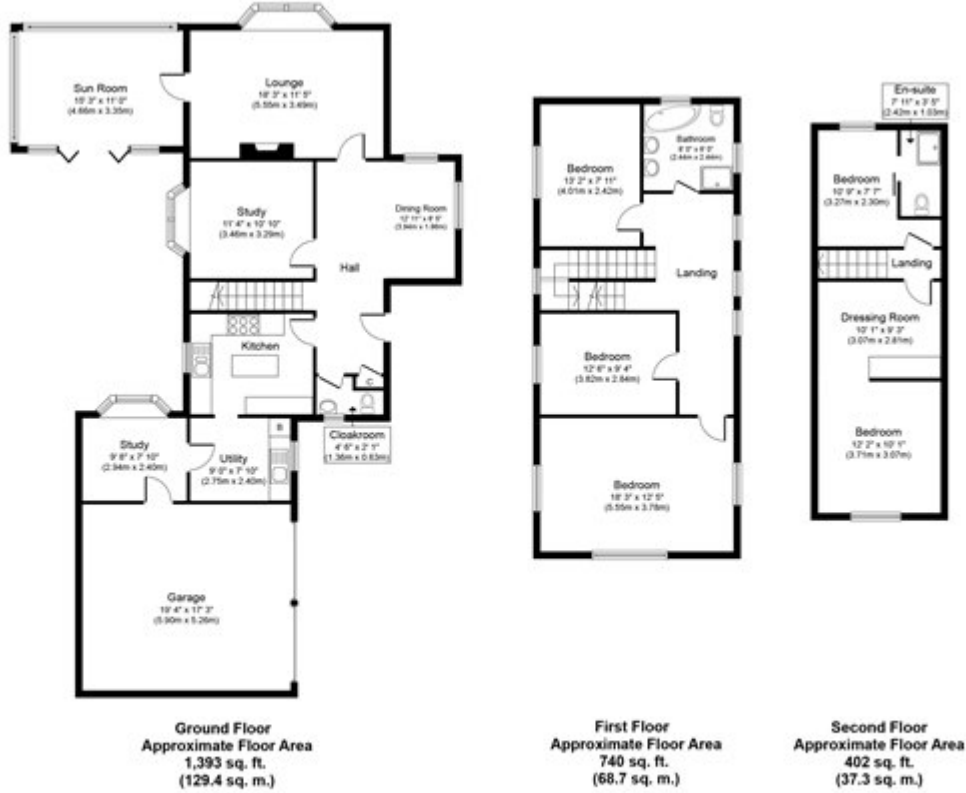 Sun Room
15' 3" x 11' 0"
(4.66m x 3.35m)
Lounge
18' 3" x 11' 5"
(5.55m x 3.49m)
Study
11' 4" x 10' 10"
(3.46m x 3.29m)
Dining Room
12' 11" x 6' 5"
(3.94m x 1.96m)
Hall
Kitchen
C
Cloakroom
4' 6" x 2' 1"
(1.36m x 0.63m)
Study
9' 8" x 7' 10"
(2.94m x 2.40m)
B
Utility
9' 0" x 7' 10"
(2.75m x 2.40m)
Garage
19' 4" x 17' 3"
(5.90m x 5.26m)
Ground Floor
Approximate Floor Area
1,393 sq. ft.
(129.4 sq. m.)
Bedroom
13' 2" x 7' 11"
(4.01m x 2.42m)
Bathroom
8' 0" x 8' 0"
(2.44m x 2.44m)
Landing
Bedroom
12' 6" x 9' 4"
(3.82m x 2.84m)
Bedroom
18' 3" x 12' 5"
(5.55m x 3.78m)
First Floor
Approximate Floor Area
740 sq. ft.
(68.7 sq. m.)
En-suite
7' 11" x 3' 5"
(2.42m x 1.03m)
Bedroom
10' 9" x 7' 7"
(3.27m x 2.30m)
Landing
Dressing Room
10' 1" x 9' 3"
(3.07m x 2.81m)
Bedroom
12' 2" x 10' 1"
(3.71m x 3.07m)
Second Floor
Approximate Floor Area
402 sq. ft.
(37.3 sq. m.)